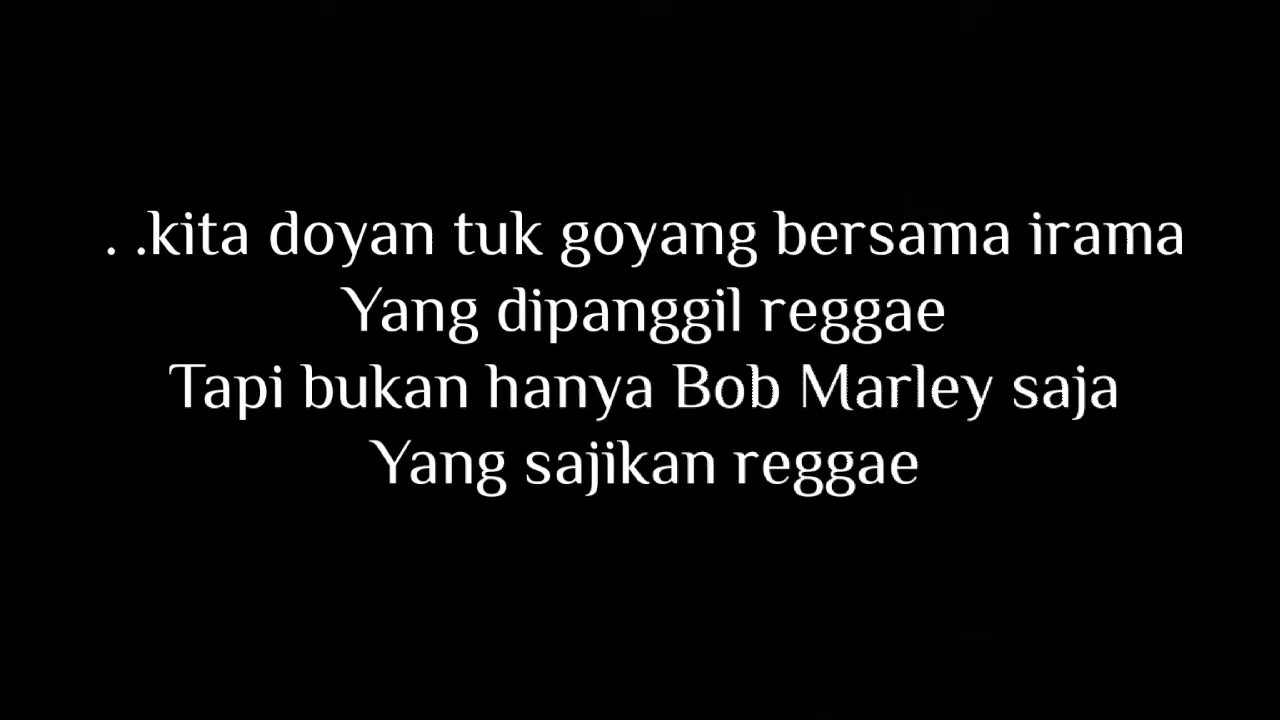 . .kita doyan tuk goyang bersama irama
Yang dipanggil reggae
Tapi bukan hanya Bob Marley saja
Yang sajikan reggae